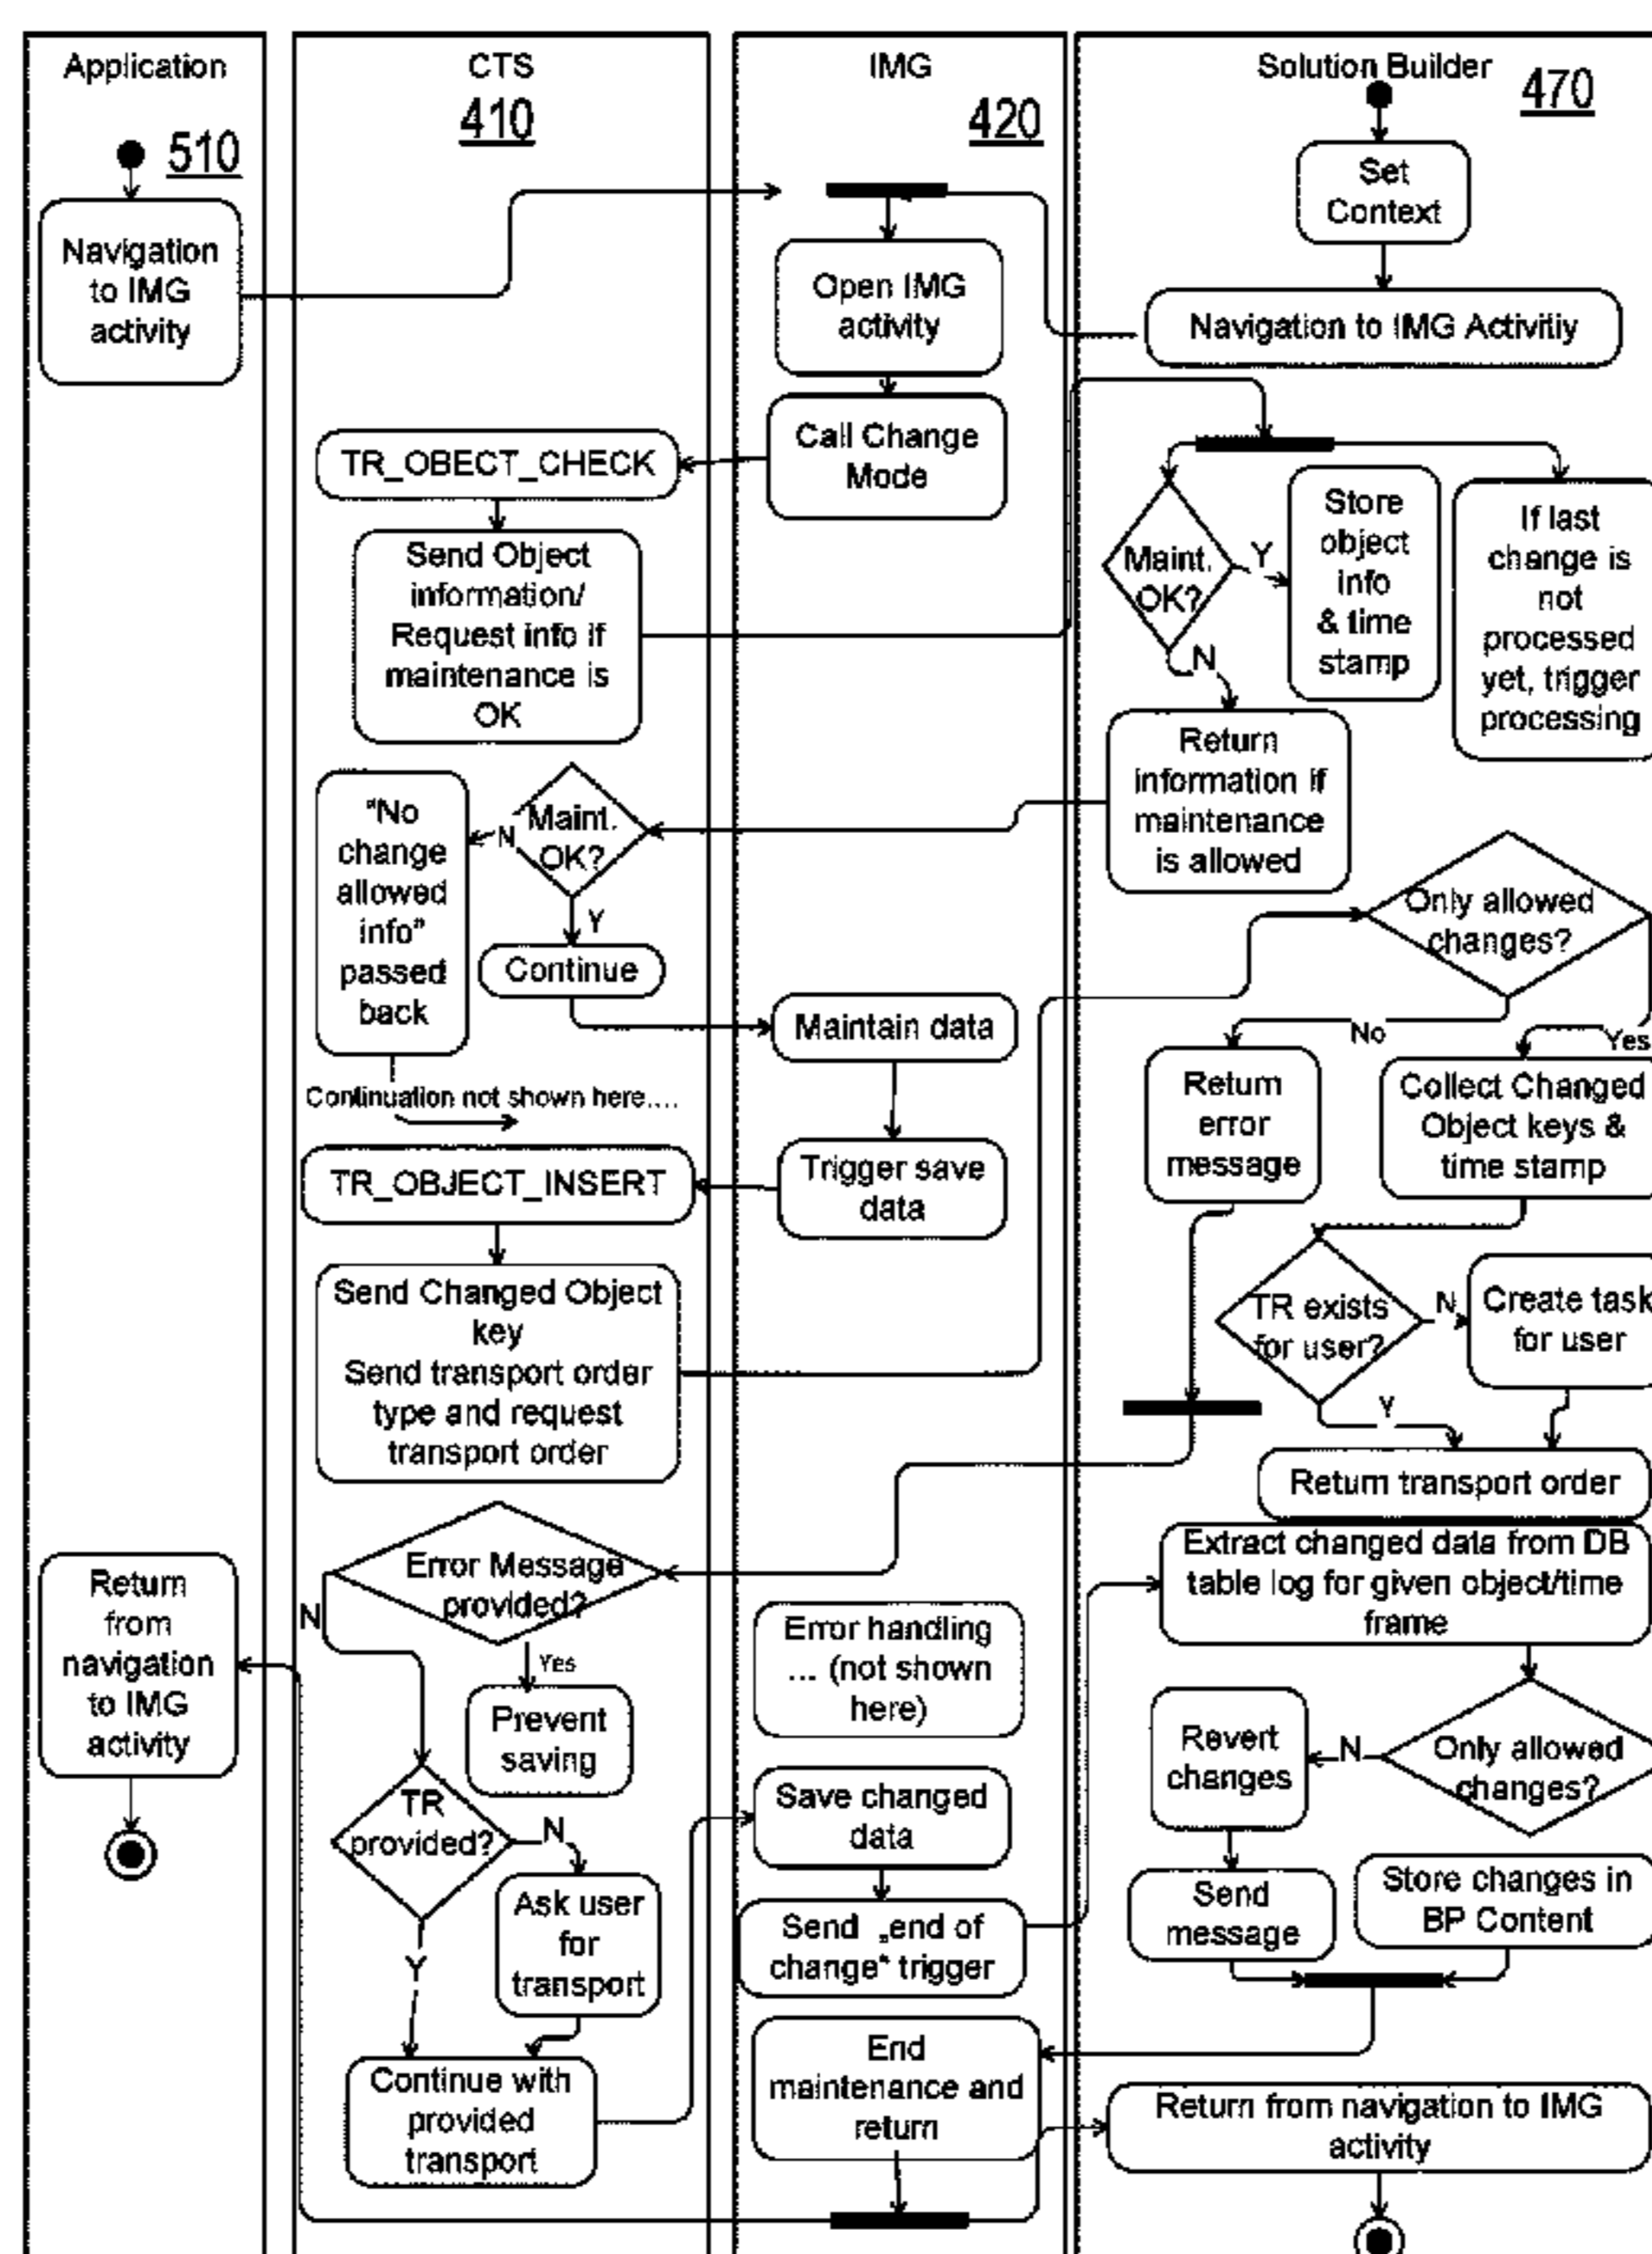 Application
510
Navigation
to IMG
activity
Return
from
navigation
to IMG
activity
CTS
410
TR_OBECT_CHECK
Send Object
information/
Request info if
maintenance is
OK
Maint.
OK?
N
Y
"No
change
allowed
info"
passed
back
Continue
Continuation not shown here....
TR_OBJECT_INSERT
Send Changed Object
key
Send transport order
type and request
transport order
Error Message
provided?
N
Yes
Prevent
saving
TR
provided?
N
Y
Ask user
for
transport
Continue with
provided
transport
IMG
420
Open IMG
activity
Call Change
Mode
Maintain data
Trigger save
data
Error handling
... (not shown
here)
Save changed
data
Send „end of
change" trigger
End
maintenance and
return
Solution Builder
470
Set
Context
Navigation to IMG Activitiy
Maint.
OK?
Y
N
Store
object
info
& time
stamp
If last
change is
not
processed
yet, trigger
processing
Return
information if
maintenance
is allowed
Only allowed
changes?
No
Yes
Return
error
message
Collect Changed
Object keys &
time stamp
TR exists
for user?
N
Y
Create task
for user
Return transport order
Extract changed data from DB
table log for given object/time
frame
Only allowed
changes?
N
Revert
changes
Send
message
Store changes in
BP Content
Return from navigation to IMG
activity